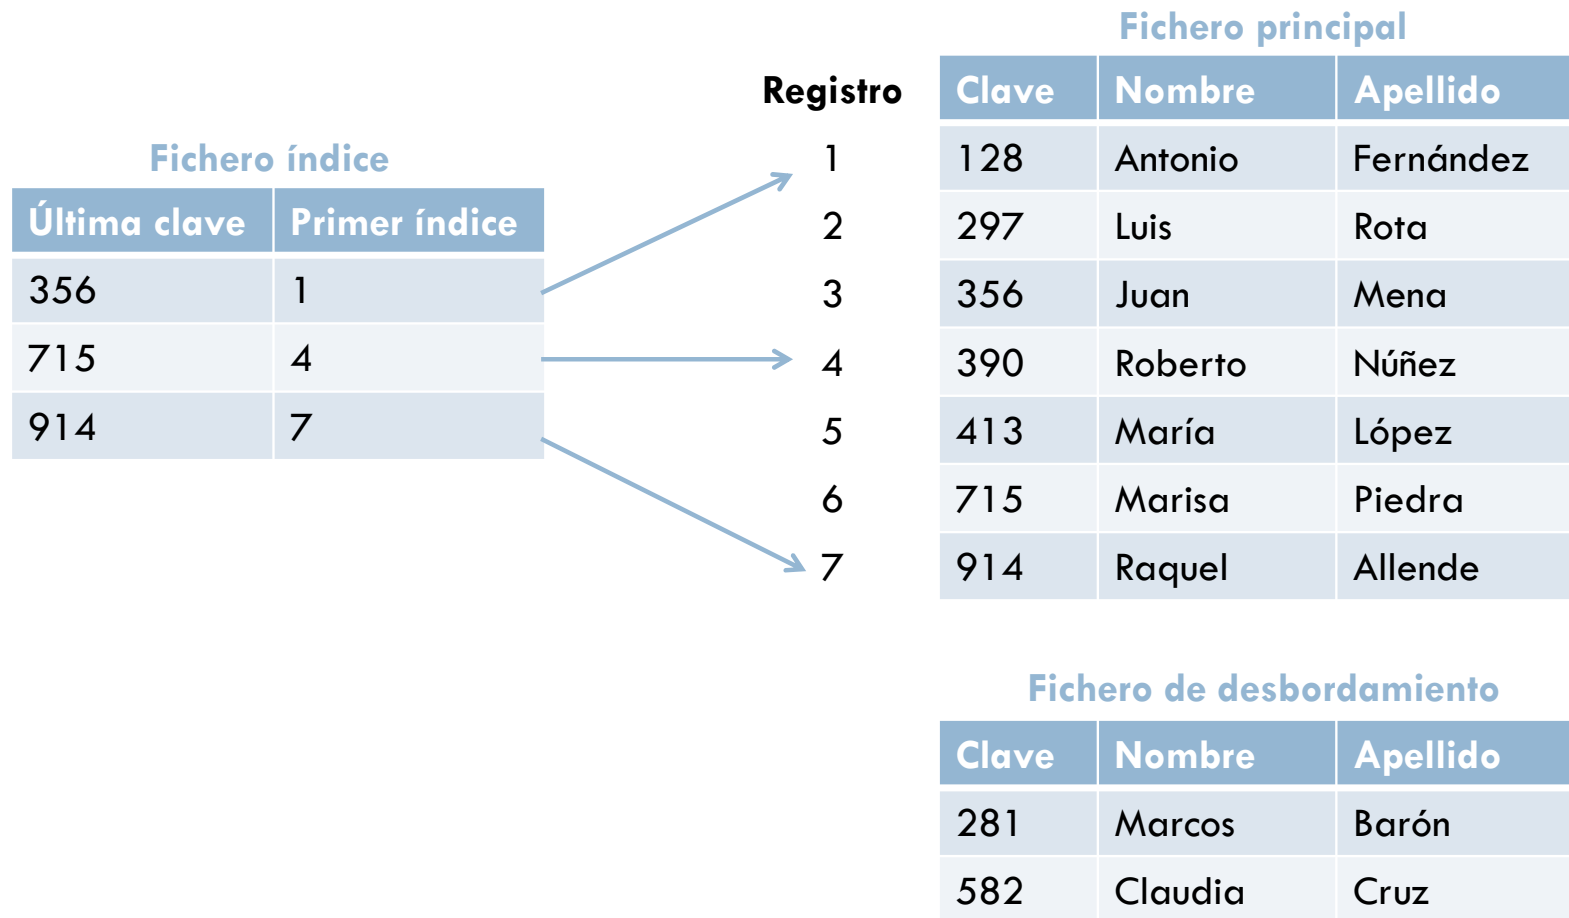 Fichero índice
Última clave Primer índice
356 1
715 4
914 7
Fichero principal
Registro Clave Nombre Apellido
1 128 Antonio Fernández
2 297 Luis Rota
3 356 Juan Mena
4 390 Roberto Núñez
5 413 María López
6 715 Marisa Piedra
7 914 Raquel Allende
Fichero de desbordamiento
Clave Nombre Apellido
281 Marcos Barón
582 Claudia Cruz